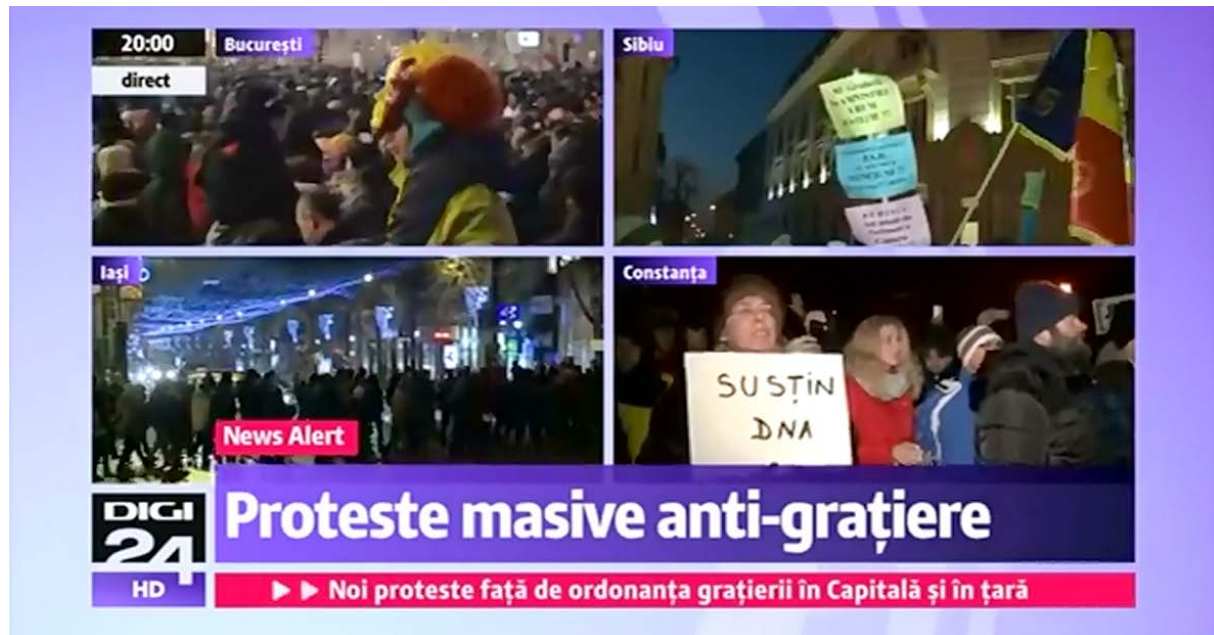 20:00
direct
București
Sibiu
Iași
Constanța
SUSȚIN
DNA
News Alert
DIGI
24
HD
Proteste masive anti-grațiere
Noi proteste față de ordonanța grațierii în Capitală și în țară